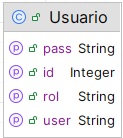 C Usuario
P pass String
P id Integer
P rol String
P user String